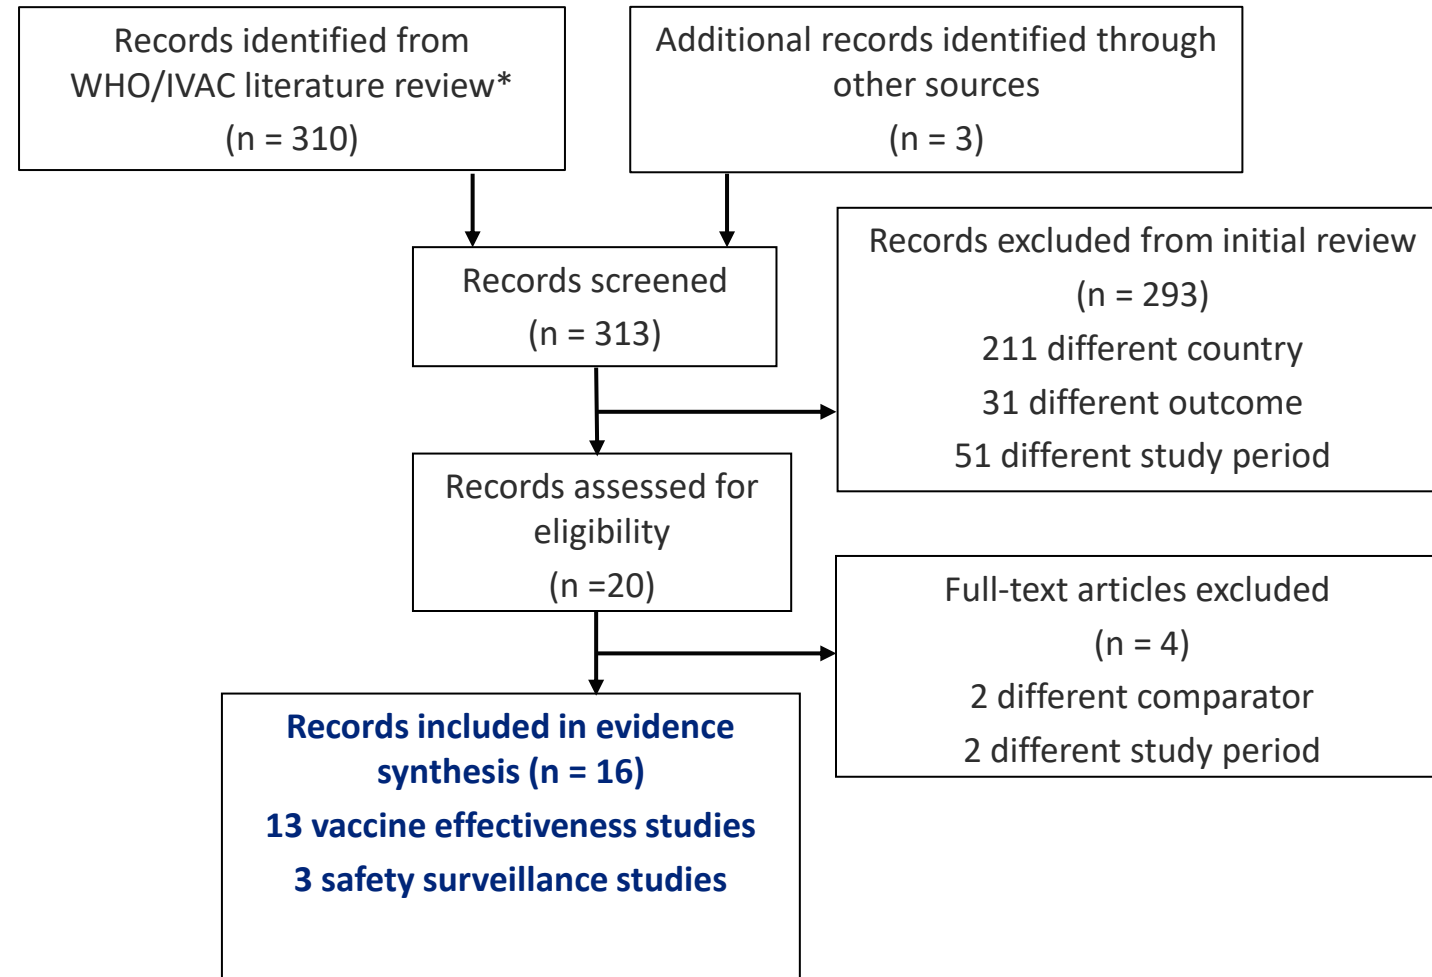 Records identified from
WHO/IVAC literature review*
(n = 310)
Additional records identified through
other sources
(n = 3)
Records screened
(n = 313)
Records excluded from initial review
(n = 293)
211 different country
31 different outcome
51 different study period
Records assessed for
eligibility
(n =20)
Full-text articles excluded
(n = 4)
2 different comparator
2 different study period
Records included in evidence
synthesis (n = 16)
13 vaccine effectiveness studies
3 safety surveillance studies